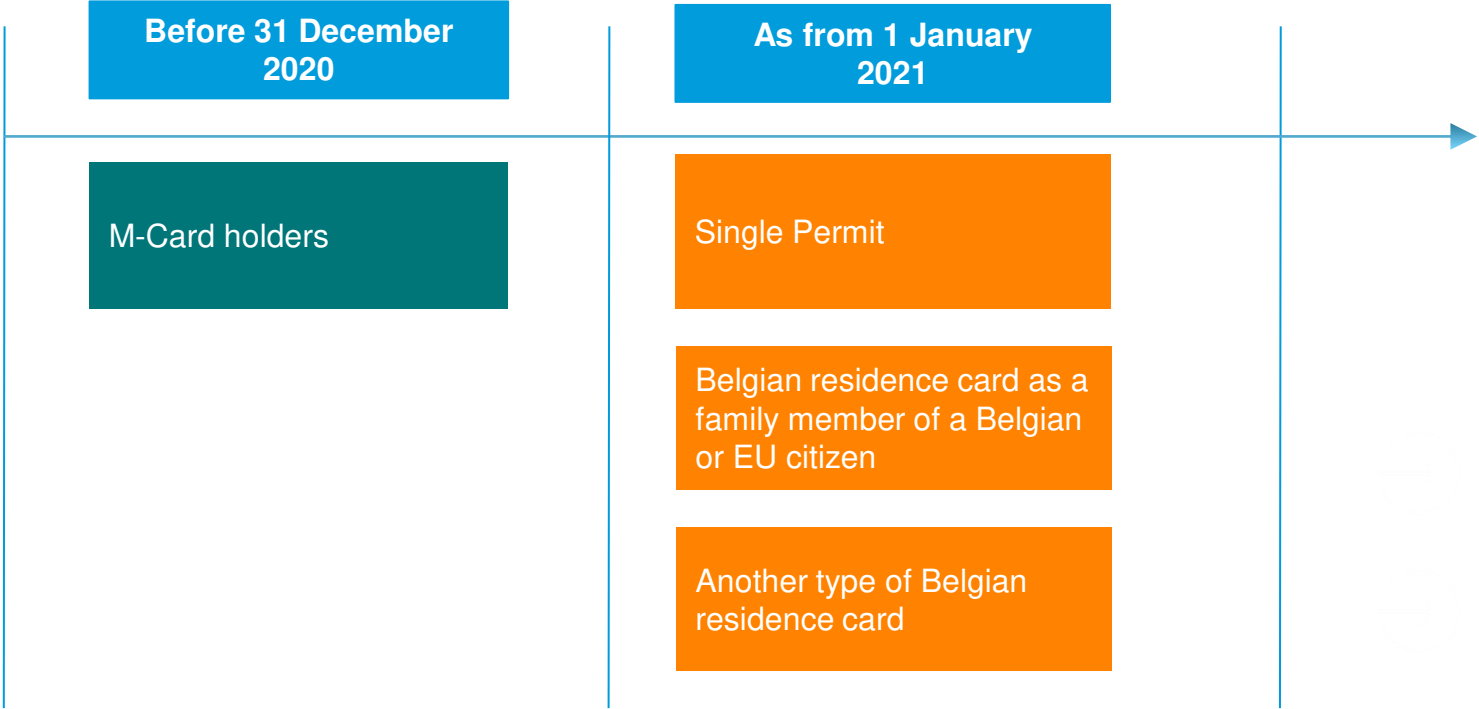 Before 31 December
2020
As from 1 January
2021
M-Card holders
Single Permit
Belgian residence card as a
family member of a Belgian
or EU citizen
Another type of Belgian
residence card